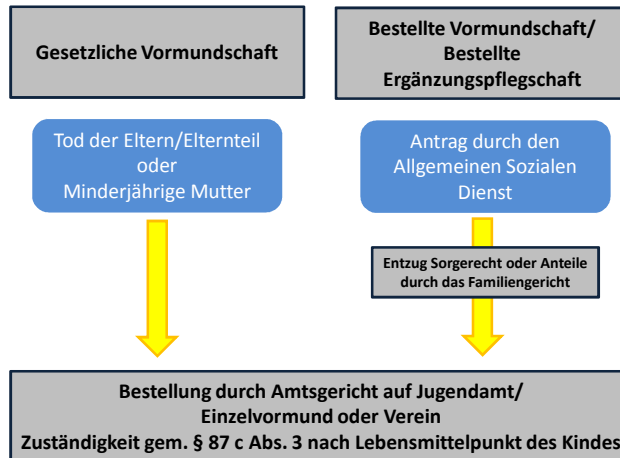 Gesetzliche Vormundschaft
Bestellte Vormundschaft/
Bestellte
Ergänzungspflegschaft
Tod der Eltern/Elternteil
oder
Minderjährige Mutter
Antrag durch den
Allgemeinen Sozialen
Dienst
Entzug Sorgerecht oder Anteile
durch das Familiengericht
Bestellung durch Amtsgericht auf Jugendamt/
Einzelvormund oder Verein
Zuständigkeit gem. § 87 c Abs. 3 nach Lebensmittelpunkt des Kindes